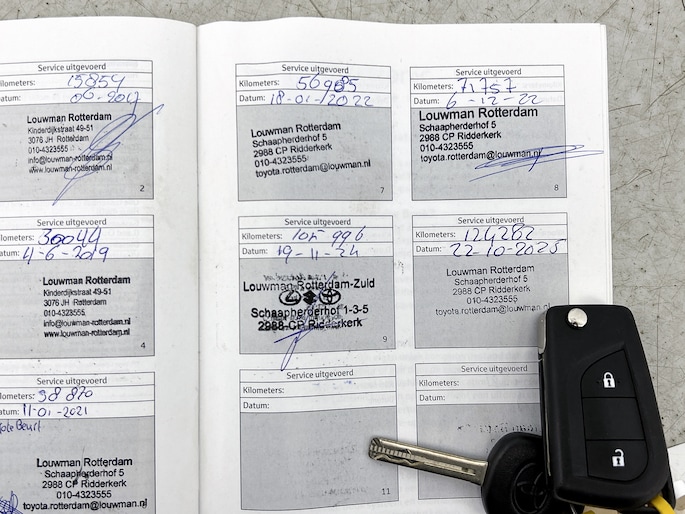 Service uitgevoerd
Kilometers: 15854
Datum: 06-2017
Louwman Rotterdam
Kinderdijkstraat 49-51
3076 JH Rotterdam
010-4323555
info@louwman-rotterdam.nl
www.louwman-rotterdam.nl
2
Service uitgevoerd
Kilometers: 30044
Datum: 4-6-2019
Louwman Rotterdam
Kinderdijkstraat 49-51
3076 JH Rotterdam
010-4323555
info@louwman-rotterdam.nl
www.louwman-rotterdam.nl
4
Service uitgevoerd
Kilometers: 38870
Datum: 11-01-2021
Louwman Rotterdam
Schaapherderhof 5
2988 CP Ridderkerk
010-4323555
toyota.rotterdam@louwman.nl
Service uitgevoerd
Kilometers: 56985
Datum: 18-01-2022
Louwman Rotterdam
Schaapherderhof 5
2988 CP Ridderkerk
010-4323555
toyota.rotterdam@louwman.nl
7
Service uitgevoerd
Kilometers: 71757
Datum: 6-12-22
Louwman Rotterdam
Schaapherderhof 5
2988 CP Ridderkerk
010-4323555
toyota.rotterdam@louwman.nl
8
Service uitgevoerd
Kilometers: 105996
Datum: 19-11-24
Louwman Rotterdam-Zuid
Schaapherderhof 1-3-5
2988 CP Ridderkerk
9
Service uitgevoerd
Kilometers: 124282
Datum: 22-10-2025
Louwman Rotterdam
Schaapherderhof 5
2988 CP Ridderkerk
010-4323555
toyota.rotterdam@louwman.nl
Service uitgevoerd
Kilometers:
Datum:
11
Service uitgevoerd
Kilometers:
Datum: